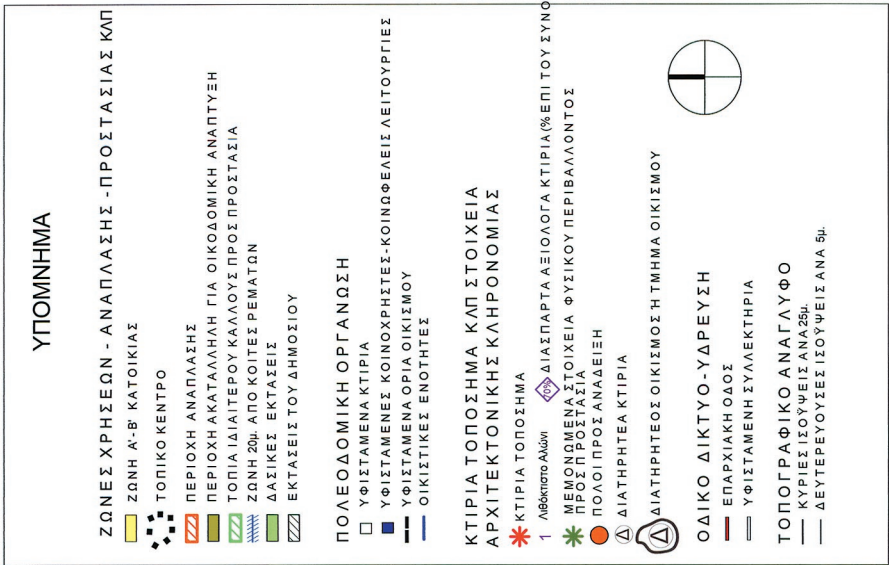 ΥΠΟΜΝΗΜΑ
ΖΩΝΕΣ ΧΡΗΣΕΩΝ - ΑΝΑΠΛΑΣΗΣ - ΠΡΟΣΤΑΣΙΑΣ ΚΛΠ
ΖΩΝΗ Α'-Β' ΚΑΤΟΙΚΙΑΣ
ΤΟΠΙΚΟ ΚΕΝΤΡΟ
ΠΕΡΙΟΧΗ ΑΝΑΠΛΑΣΗΣ
ΠΕΡΙΟΧΗ ΑΚΑΤΑΛΛΗΛΗ ΓΙΑ ΟΙΚΟΔΟΜΙΚΗ ΑΝΑΠΤΥΞΗ
ΤΟΠΙΑ ΙΔΙΑΙΤΕΡΟΥ ΚΑΛΛΟΥΣ ΠΡΟΣ ΠΡΟΣΤΑΣΙΑ
ΖΩΝΗ 20μ. ΑΠΟ ΚΟΙΤΕΣ ΡΕΜΑΤΩΝ
ΔΑΣΙΚΕΣ ΕΚΤΑΣΕΙΣ
ΕΚΤΑΣΕΙΣ ΤΟΥ ΔΗΜΟΣΙΟΥ
ΠΟΛΕΟΔΟΜΙΚΗ ΟΡΓΑΝΩΣΗ
ΥΦΙΣΤΑΜΕΝΑ ΚΤΙΡΙΑ
ΥΦΙΣΤΑΜΕΝΕΣ ΚΟΙΝΟΧΡΗΣΤΕΣ-ΚΟΙΝΩΦΕΛΕΙΣ ΛΕΙΤΟΥΡΓΙΕΣ
ΥΦΙΣΤΑΜΕΝΑ ΟΡΙΑ ΟΙΚΙΣΜΟΥ
ΟΙΚΙΣΤΙΚΕΣ ΕΝΟΤΗΤΕΣ
ΚΤΙΡΙΑ ΤΟΠΟΣΗΜΑ ΚΛΠ ΣΤΟΙΧΕΙΑ
ΑΡΧΙΤΕΚΤΟΝΙΚΗΣ ΚΛΗΡΟΝΟΜΙΑΣ
ΚΤΙΡΙΑ ΤΟΠΟΣΗΜΑ
1 Λιθόκτιστο Αλώνι 70% ΔΙΑΣΠΑΡΤΑ ΑΞΙΟΛΟΓΑ ΚΤΙΡΙΑ (% ΕΠΙ ΤΟΥ ΣΥΝΟ
ΜΕΜΟΝΩΜΕΝΑ ΣΤΟΙΧΕΙΑ ΦΥΣΙΚΟΥ ΠΕΡΙΒΑΛΛΟΝΤΟΣ
ΠΡΟΣ ΠΡΟΣΤΑΣΙΑ
ΠΟΛΟΙ ΠΡΟΣ ΑΝΑΔΕΙΞΗ
Δ ΔΙΑΤΗΡΗΤΕΑ ΚΤΙΡΙΑ
Δ ΔΙΑΤΗΡΗΤΕΟΣ ΟΙΚΙΣΜΟΣ Ή ΤΜΗΜΑ ΟΙΚΙΣΜΟΥ
ΟΔΙΚΟ ΔΙΚΤΥΟ-ΥΔΡΕΥΣΗ
ΕΠΑΡΧΙΑΚΗ ΟΔΟΣ
ΥΦΙΣΤΑΜΕΝΗ ΣΥΛΛΕΚΤΗΡΙΑ
ΤΟΠΟΓΡΑΦΙΚΟ ΑΝΑΓΛΥΦΟ
ΚΥΡΙΕΣ ΙΣΟΫΨΕΙΣ ΑΝΑ 25μ.
ΔΕΥΤΕΡΕΥΟΥΣΕΣ ΙΣΟΫΨΕΙΣ ΑΝΑ 5μ.